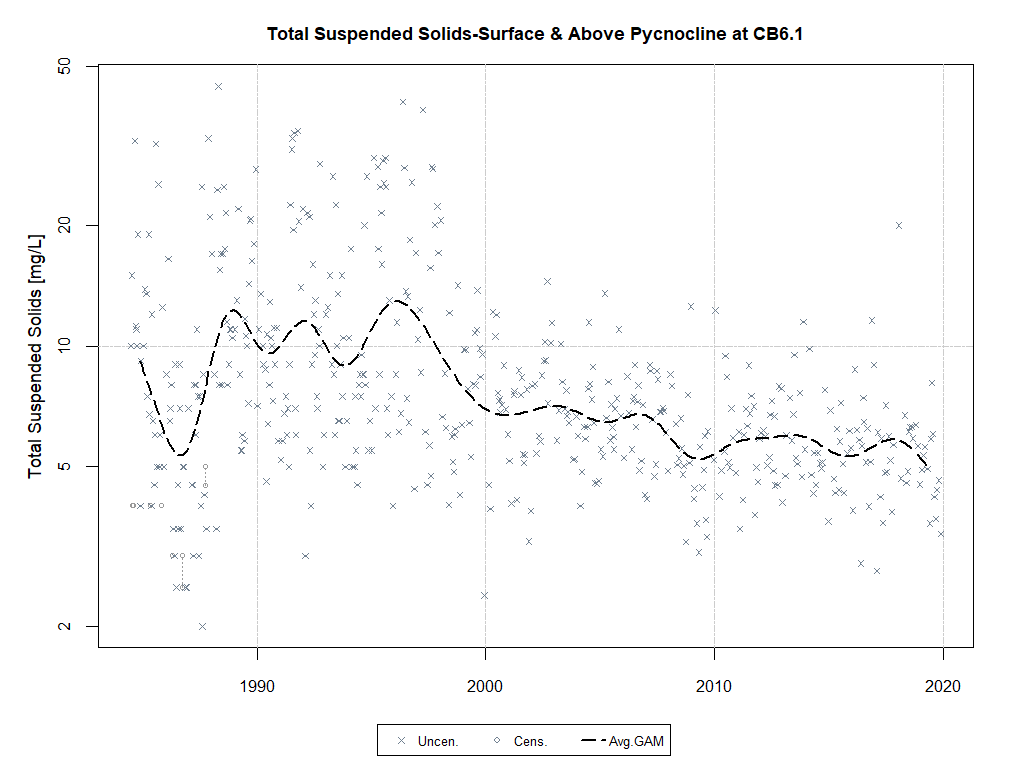 Total Suspended Solids-Surface & Above Pycnocline at CB6.1
Total Suspended Solids [mg/L]
50
20
10
5
2
1990 2000 2010 2020
Uncen. Cens. Avg.GAM